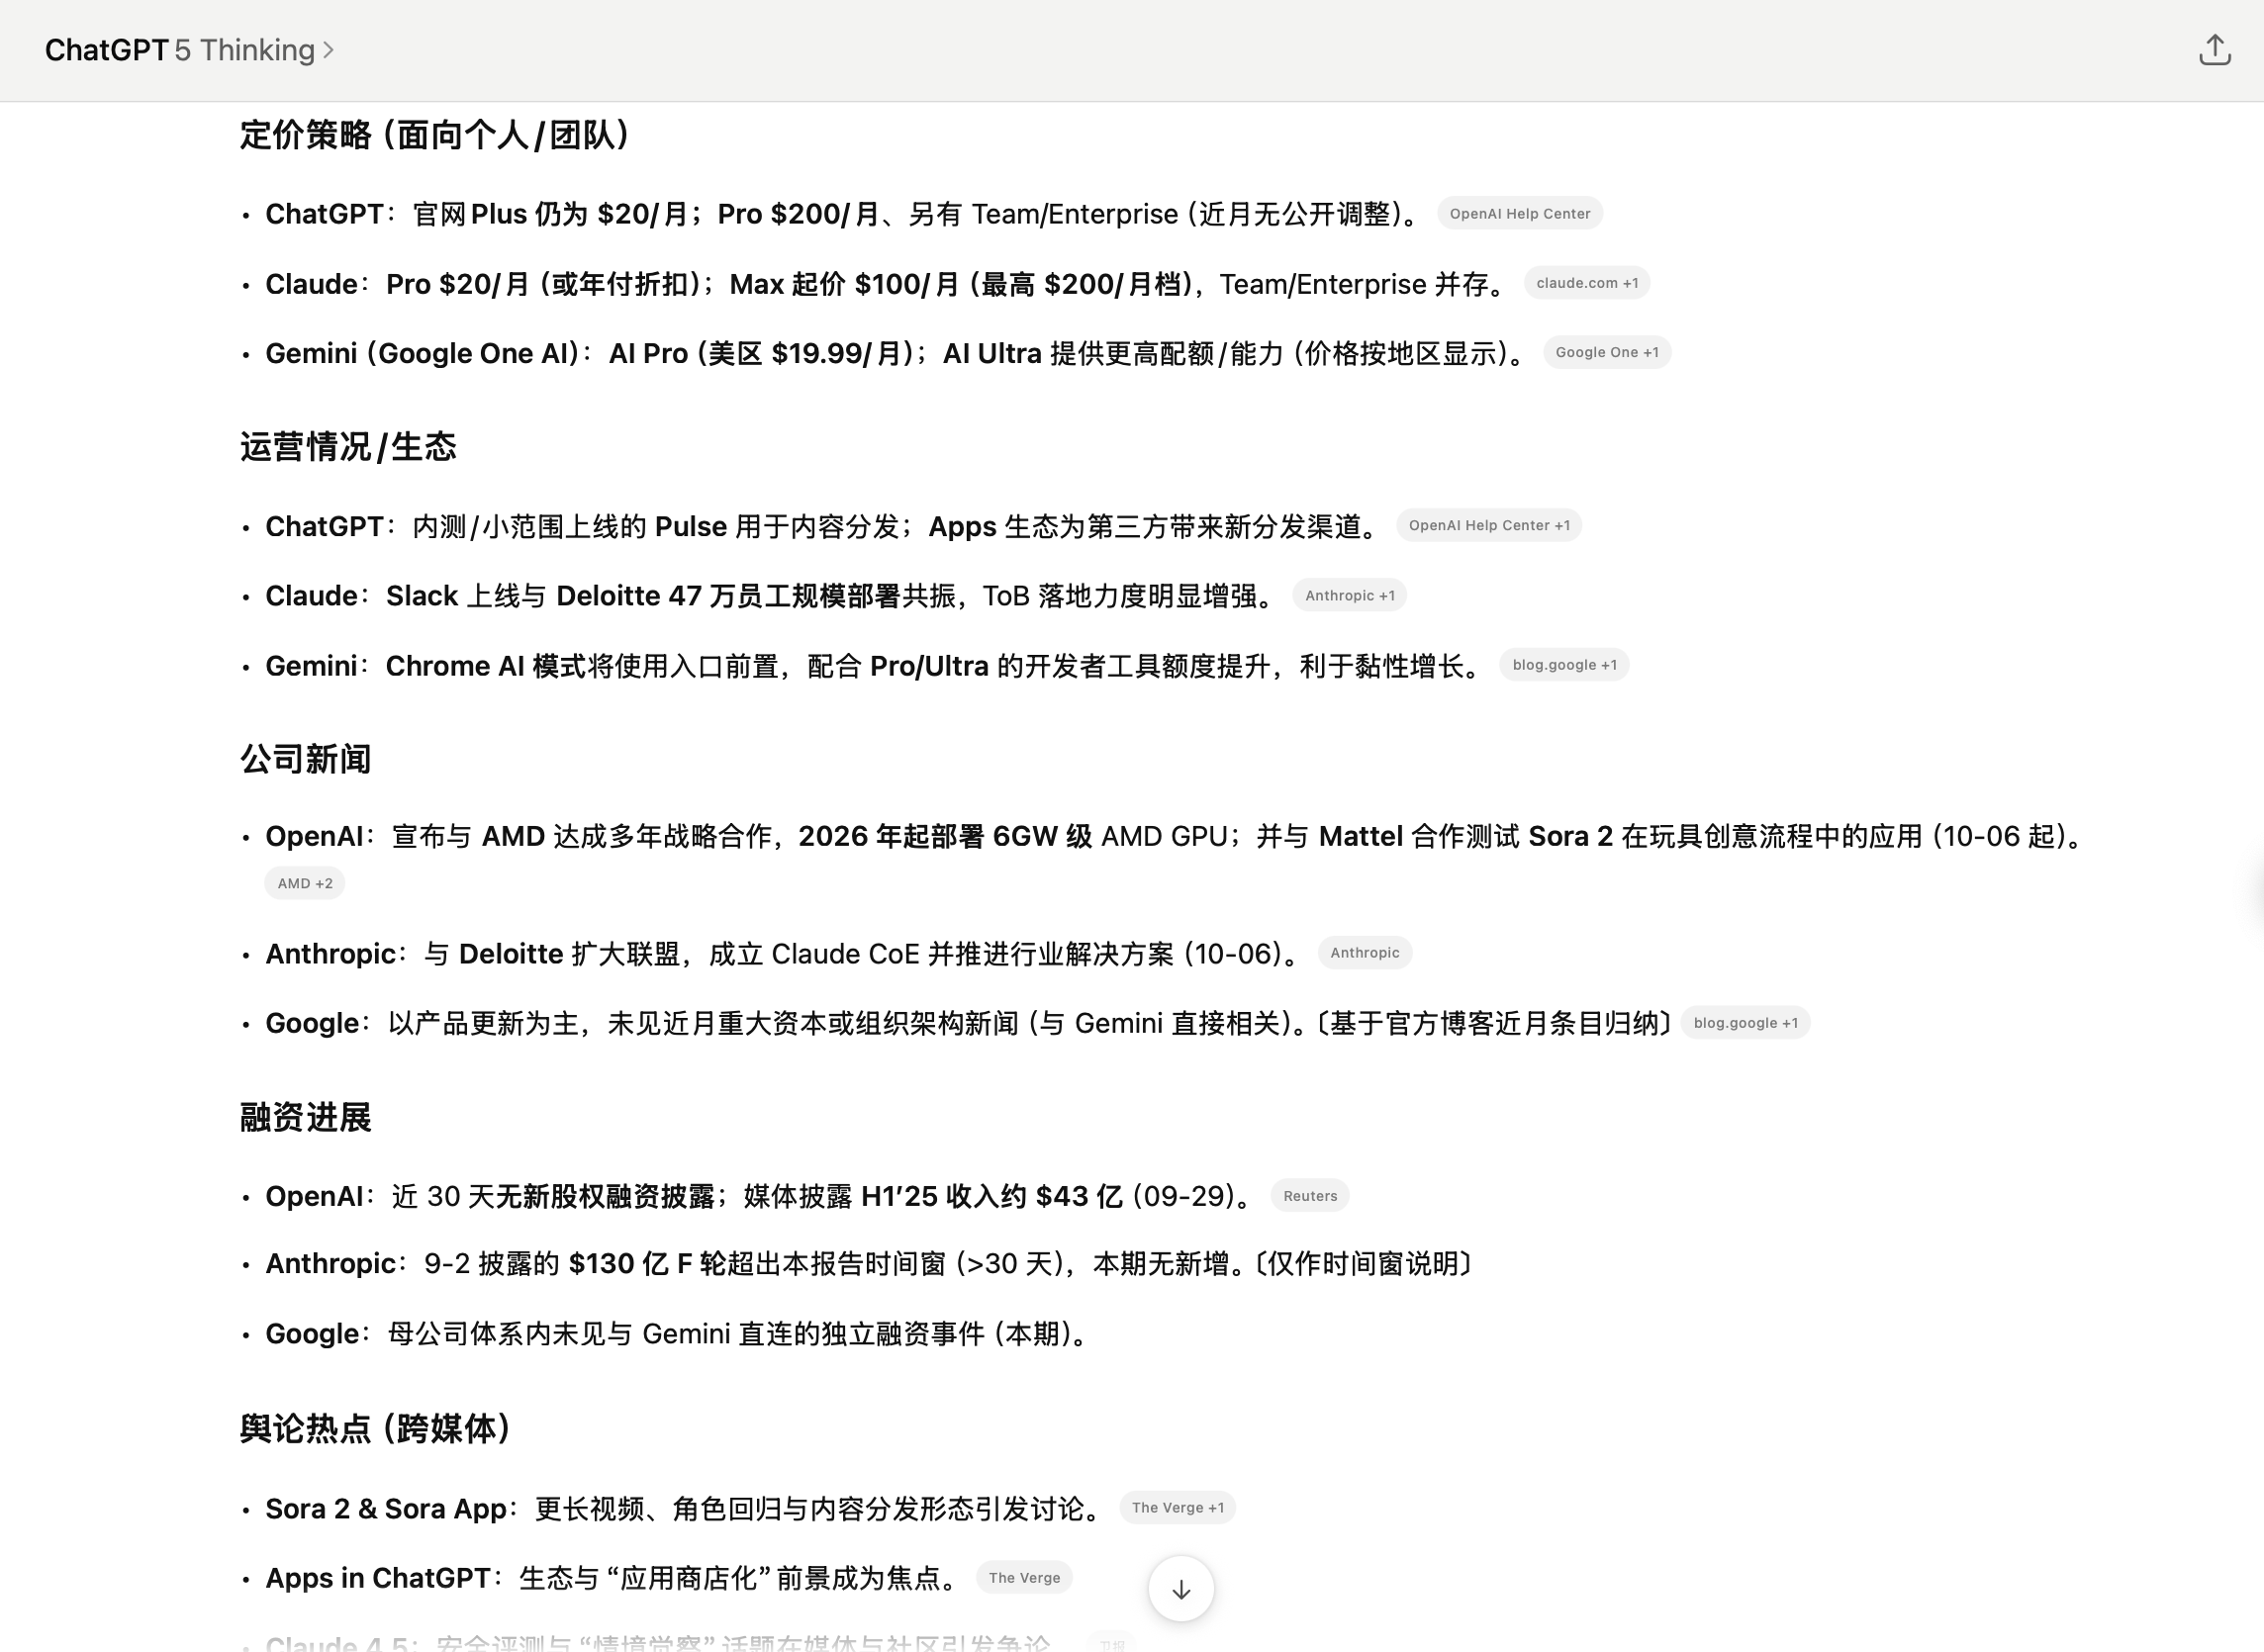 ChatGPT 5 Thinking >
定价策略（面向个人/团队）
• ChatGPT：官网Plus 仍为 $20/月；Pro $200/月、另有 Team/Enterprise（近月无公开调整）。 OpenAI Help Center
• Claude：Pro $20/月（或年付折扣）；Max 起价 $100/月（最高 $200/月档），Team/Enterprise 并存。 claude.com +1
• Gemini（Google One AI）：AI Pro（美区 $19.99/月）；AI Ultra 提供更高配额/能力（价格按地区显示）。 Google One +1
运营情况/生态
• ChatGPT：内测/小范围上线的 Pulse 用于内容分发；Apps 生态为第三方带来新分发渠道。 OpenAI Help Center +1
• Claude：Slack 上线与 Deloitte 47 万员工规模部署共振，ToB 落地力度明显增强。 Anthropic +1
• Gemini：Chrome AI 模式将使用入口前置，配合 Pro/Ultra 的开发者工具额度提升，利于黏性增长。 blog.google +1
公司新闻
• OpenAI：宣布与 AMD 达成多年战略合作，2026 年起部署 6GW 级 AMD GPU；并与 Mattel 合作测试 Sora 2 在玩具创意流程中的应用（10-06 起）。
AMD +2
• Anthropic：与 Deloitte 扩大联盟，成立 Claude CoE 并推进行业解决方案（10-06）。 Anthropic
• Google：以产品更新为主，未见近月重大资本或组织架构新闻（与 Gemini 直接相关）。〔基于官方博客近月条目归纳〕 blog.google +1
融资进展
• OpenAI：近 30 天无新股权融资披露；媒体披露 H1’25 收入约 $43 亿（09-29）。 Reuters
• Anthropic：9-2 披露的 $130 亿 F 轮超出本报告时间窗（>30 天），本期无新增。〔仅作时间窗说明〕
• Google：母公司体系内未见与 Gemini 直连的独立融资事件（本期）。
舆论热点（跨媒体）
• Sora 2 & Sora App：更长视频、角色回归与内容分发形态引发讨论。 The Verge +1
• Apps in ChatGPT：生态与 “应用商店化” 前景成为焦点。 The Verge
• Claude 4.5：安全评测与 “情境觉察” 话题在媒体与社区引发争论 卫报